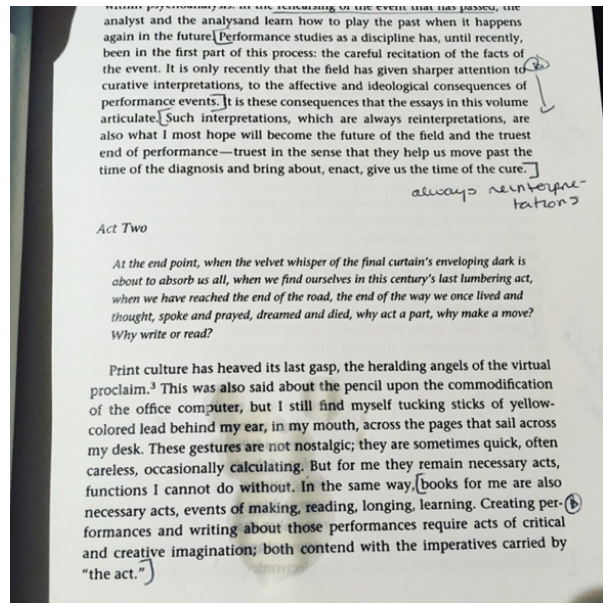 analyst and the analysand learn how to play the past when it happens
again in the future. Performance studies as a discipline has, until recently,
been in the first part of this process: the careful recitation of the facts of
the event. It is only recently that the field has given sharper attention to
curative interpretations, to the affective and ideological consequences of
performance events. It is these consequences that the essays in this volume
articulate. Such interpretations, which are always reinterpretations, are
also what I most hope will become the future of the field and the truest
end of performance—truest in the sense that they help us move past the
time of the diagnosis and bring about, enact, give us the time of the cure.
always reinterpre-
tations
Act Two
At the end point, when the velvet whisper of the final curtain's enveloping dark is
about to absorb us all, when we find ourselves in this century's last lumbering act,
when we have reached the end of the road, the end of the way we once lived and
thought, spoke and prayed, dreamed and died, why act a part, why make a move?
Why write or read?
Print culture has heaved its last gasp, the heralding angels of the virtual
proclaim.³ This was also said about the pencil upon the commodification
of the office computer, but I still find myself tucking sticks of yellow-
colored lead behind my ear, in my mouth, across the pages that sail across
my desk. These gestures are not nostalgic; they are sometimes quick, often
careless, occasionally calculating. But for me they remain necessary acts,
functions I cannot do without. In the same way, books for me are also
necessary acts, events of making, reading, longing, learning. Creating per-
formances and writing about those performances require acts of critical
and creative imagination; both contend with the imperatives carried by
"the act."